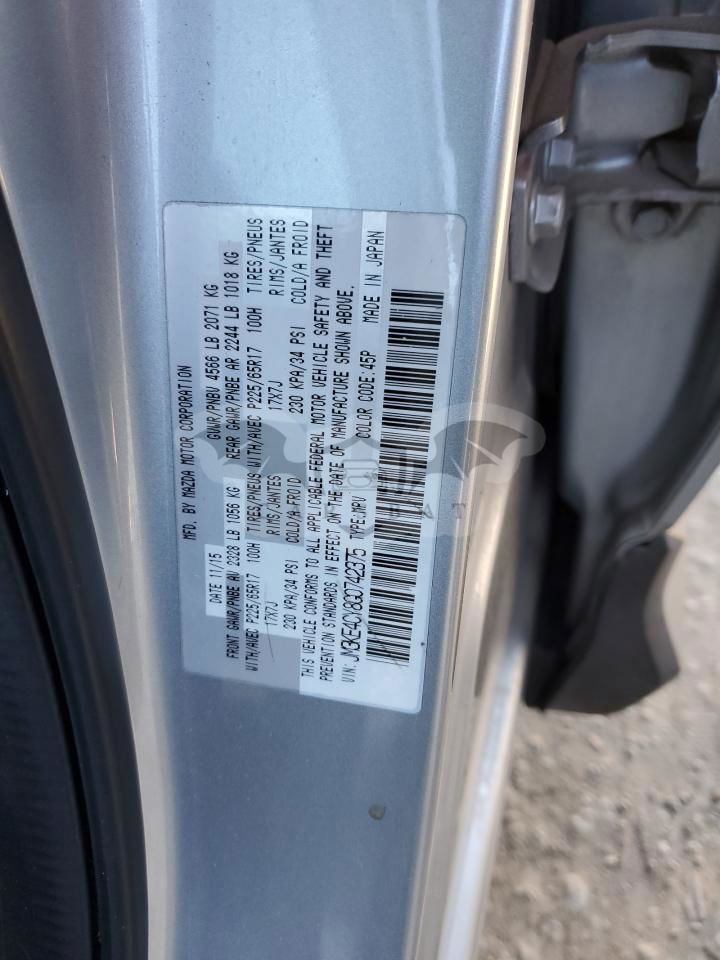 MFD. BY MAZDA MOTOR CORPORATION
DATE 11/15 GVWR/PNBV 4566 LB 2071 KG
FRONT GAWR/PNBE AV 2328 LB 1056 KG REAR GAWR/PNBE AR 2244 LB 1018 KG
WITH/AVEC P225/65R17 100H TIRES/PNEUS WITH/AVEC P225/65R17 100H TIRES/PNEUS
17X7J RIMS/JANTES 17X7J RIMS/JANTES
230 KPA/34 PSI COLD/A FROID 230 KPA/34 PSI COLD/A FROID
THIS VEHICLE CONFORMS TO ALL APPLICABLE FEDERAL MOTOR VEHICLE SAFETY AND THEFT
PREVENTION STANDARDS IN EFFECT ON THE DATE OF MANUFACTURE SHOWN ABOVE.
VIN: JM3KE4CY8G0742375 TYPE:MPV COLOR CODE:45P MADE IN JAPAN